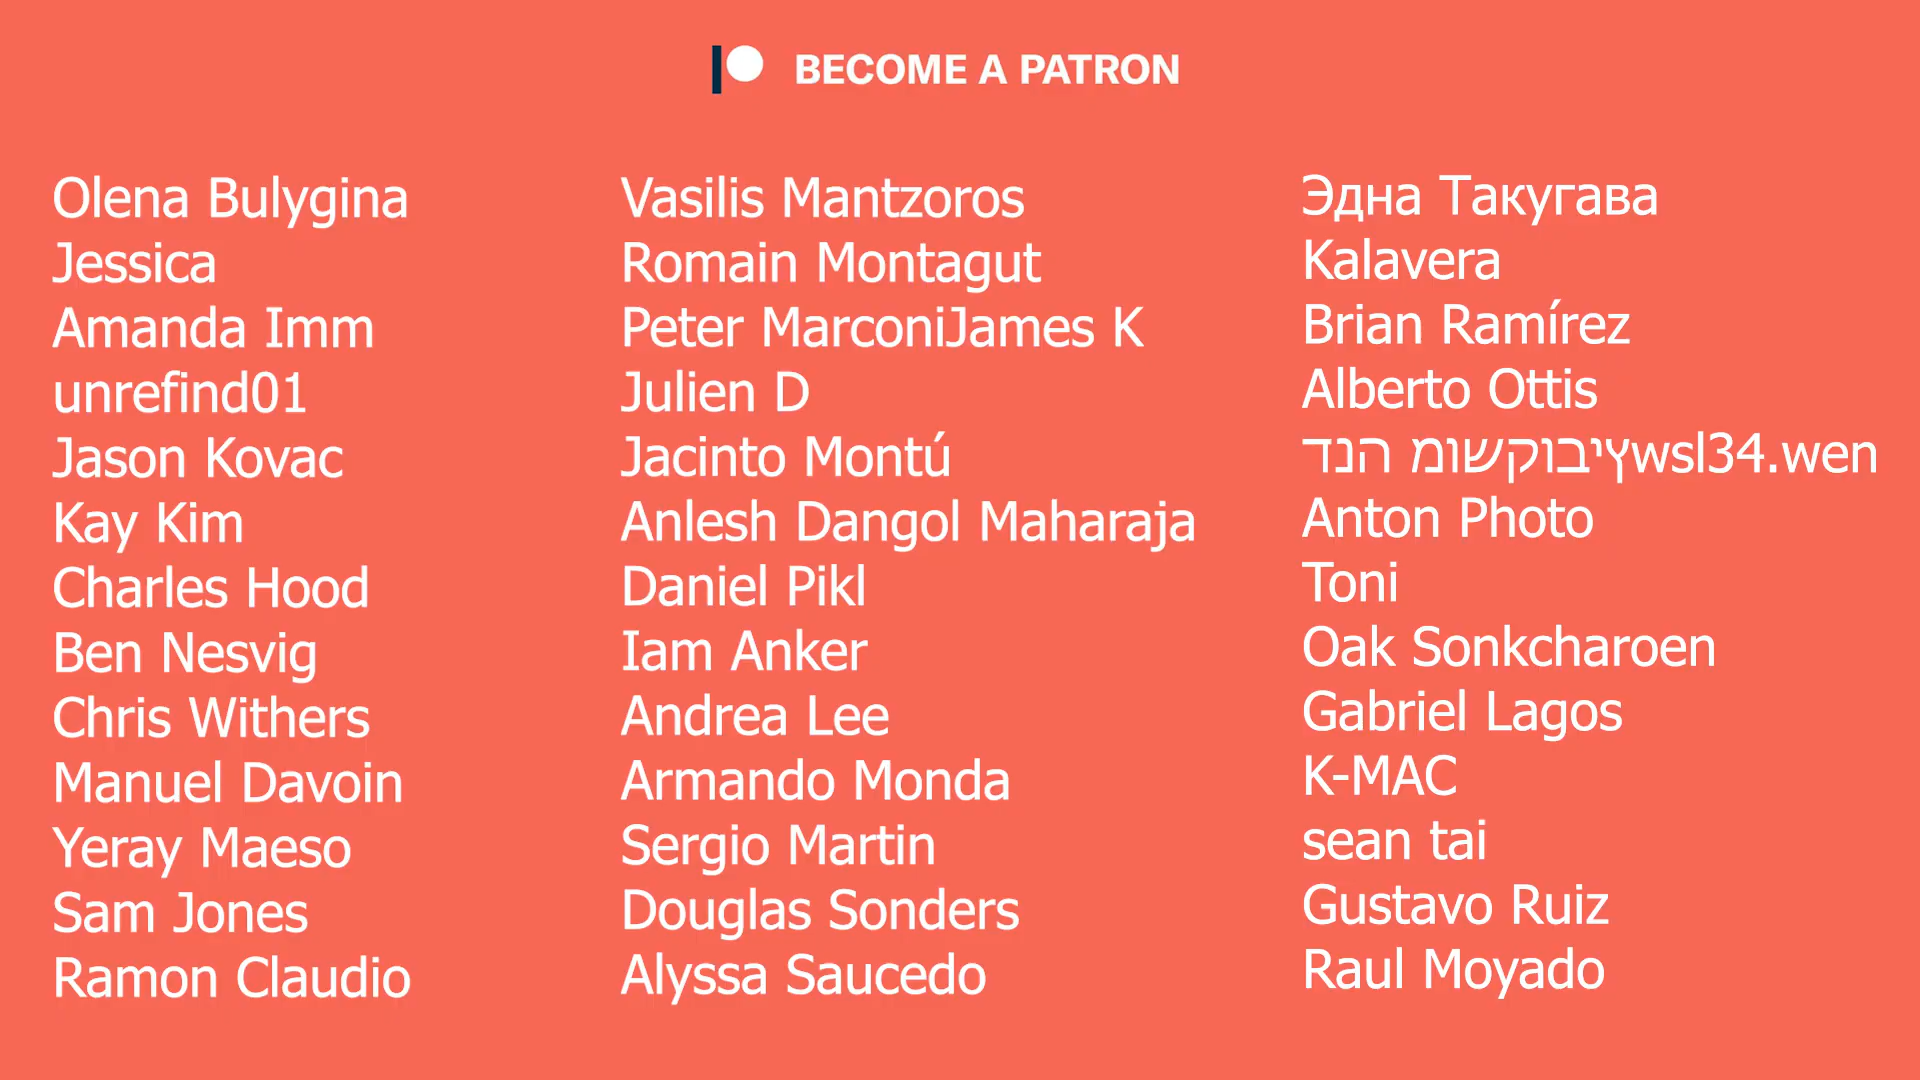 BECOME A PATRON
Olena Bulygina
Jessica
Amanda Imm
unrefind01
Jason Kovac
Kay Kim
Charles Hood
Ben Nesvig
Chris Withers
Manuel Davoin
Yeray Maeso
Sam Jones
Ramon Claudio
Vasilis Mantzoros
Romain Montagut
Peter MarconiJames K
Julien D
Jacinto Montú
Anlesh Dangol Maharaja
Daniel Pikl
Iam Anker
Andrea Lee
Armando Monda
Sergio Martin
Douglas Sonders
Alyssa Saucedo
Эдна Такугава
Kalavera
Brian Ramírez
Alberto Ottis
דנה מושקוביץwsl34.wen
Anton Photo
Toni
Oak Sonkcharoen
Gabriel Lagos
K-MAC
sean tai
Gustavo Ruiz
Raul Moyado